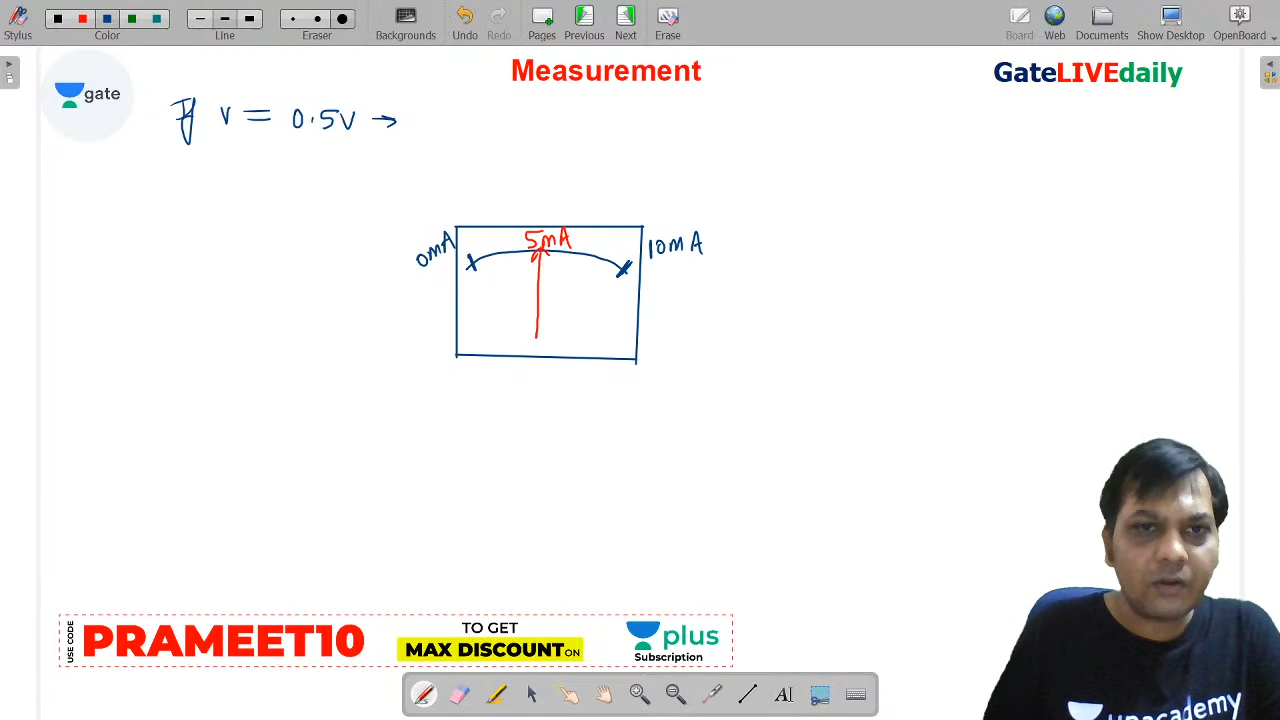 Stylus Color Line Eraser Backgrounds Undo Redo Pages Previous Next Erase Board Web Documents Show Desktop OpenBoard
Measurement
GateLIVEdaily
gate
If v = 0.5v →
0mA 5mA 10mA
USE CODE
PRAMEET10
TO GET
MAX DISCOUNT ON
plus
Subscription
unacademy